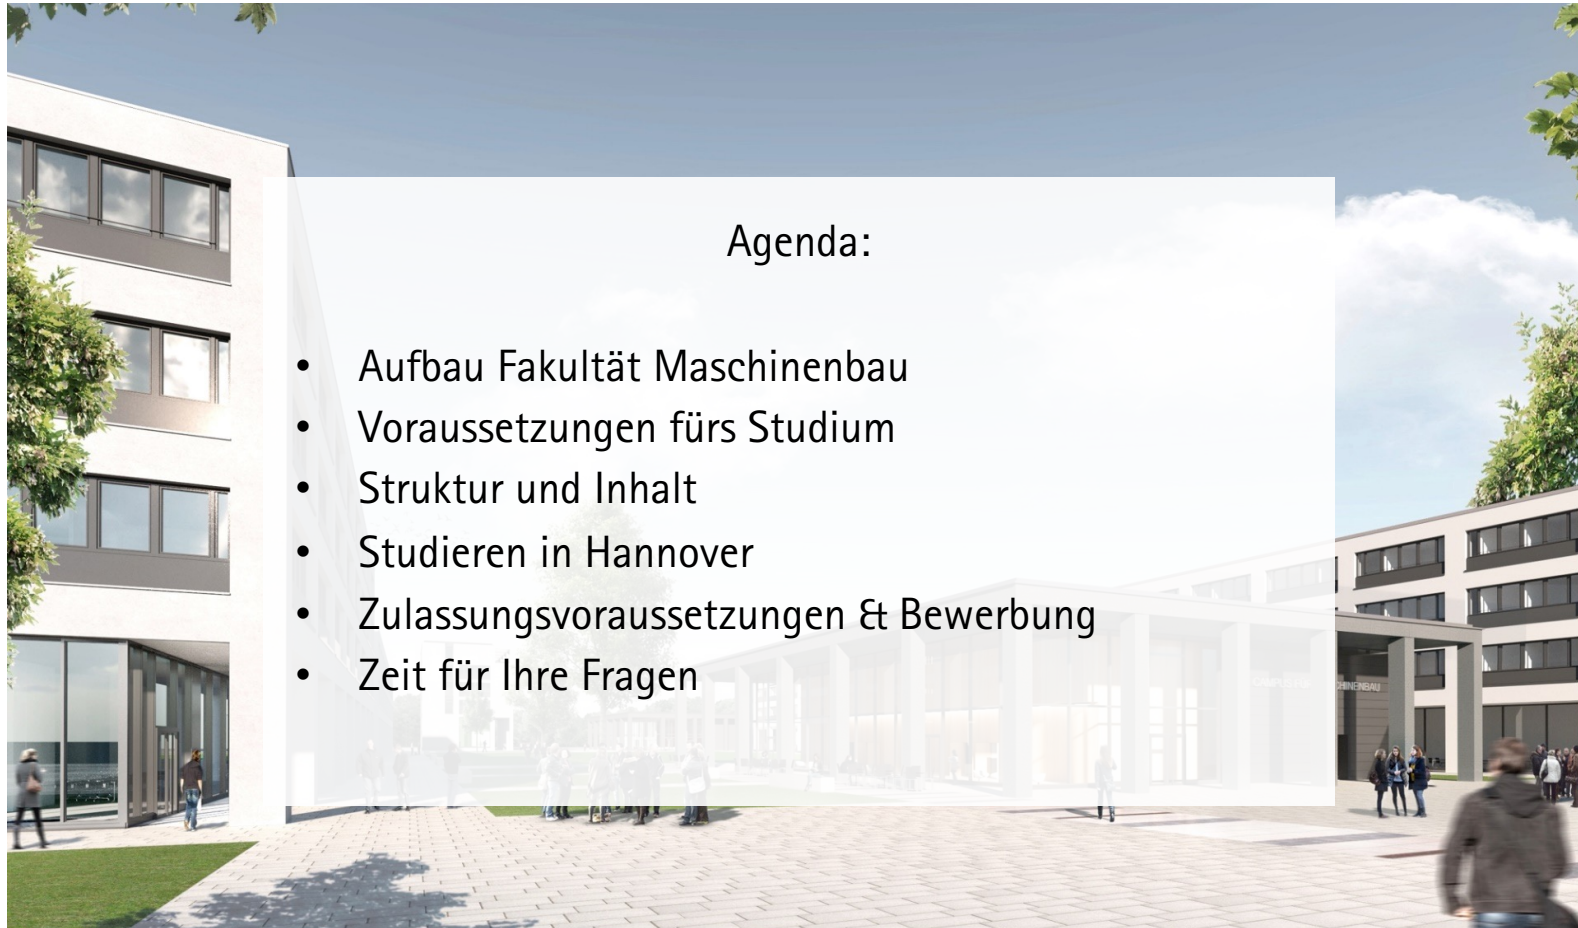 Agenda:
• Aufbau Fakultät Maschinenbau
• Voraussetzungen fürs Studium
• Struktur und Inhalt
• Studieren in Hannover
• Zulassungsvoraussetzungen & Bewerbung
• Zeit für Ihre Fragen